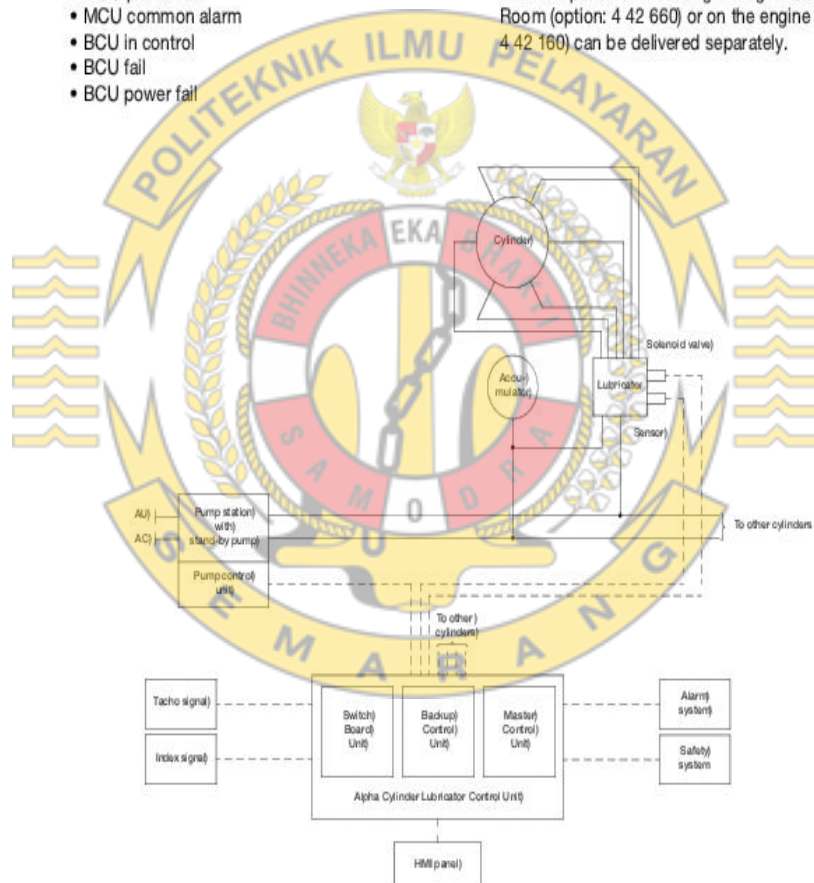 • MCU common alarm
• BCU in control
• BCU fail
• BCU power fail
Room (option: 4 42 660) or on the engine
4 42 160) can be delivered separately.
POLITEKNIK ILMU PELAYARAN
SEMARANG
BHINNEKA EKA BHAKTI
SAMODRA
Cylinder)
Solenoid valve)
Accu-)
mulator)
Lubricator
Sensor)
AU)
AC)
Pump station)
with)
stand-by pump)
To other cylinders
Pump control)
unit)
To other)
cylinders)
Tacho signal)
Index signal)
Switch)
Board)
Unit)
Backup)
Control)
Unit)
Master)
Control)
Unit)
Alarm)
system)
Safety)
system
Alpha Cylinder Lubricator Control Unit)
HMI panel)